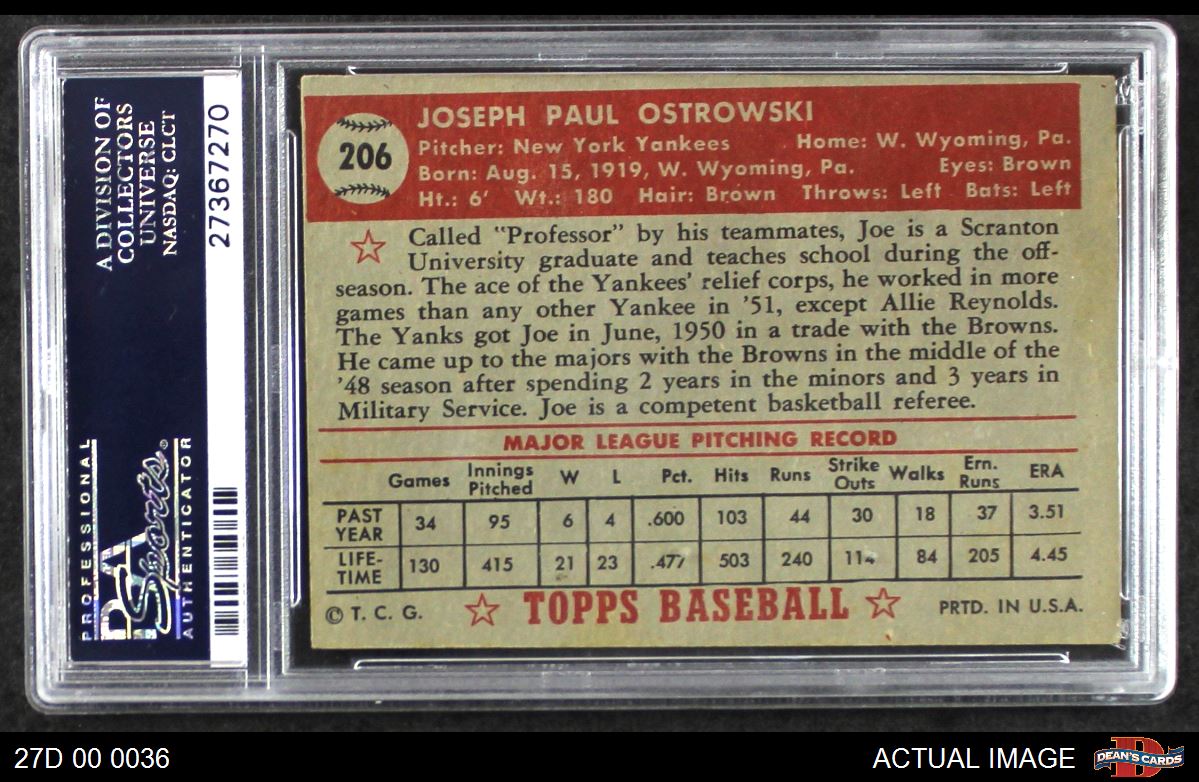 A DIVISION OF
COLLECTORS
UNIVERSE
NASDAQ: CLCT
27367270
PROFESSIONAL
PSA
Sports
AUTHENTICATOR
206
JOSEPH PAUL OSTROWSKI
Pitcher: New York Yankees Home: W. Wyoming, Pa.
Born: Aug. 15, 1919, W. Wyoming, Pa. Eyes: Brown
Ht.: 6' Wt.: 180 Hair: Brown Throws: Left Bats: Left
Called "Professor" by his teammates, Joe is a Scranton
University graduate and teaches school during the off-
season. The ace of the Yankees' relief corps, he worked in more
games than any other Yankee in '51, except Allie Reynolds.
The Yanks got Joe in June, 1950 in a trade with the Browns.
He came up to the majors with the Browns in the middle of the
'48 season after spending 2 years in the minors and 3 years in
Military Service. Joe is a competent basketball referee.
MAJOR LEAGUE PITCHING RECORD
Games Innings Pitched W L Pct. Hits Runs Strike Outs Walks Ern. Runs ERA
PAST YEAR 34 95 6 4 .600 103 44 30 18 37 3.51
LIFE-TIME 130 415 21 23 .477 503 240 84 205 4.45
© T. C. G. TOPPS BASEBALL PRTD. IN U.S.A.
27D 00 0036
ACTUAL IMAGE
DEAN'S CARDS